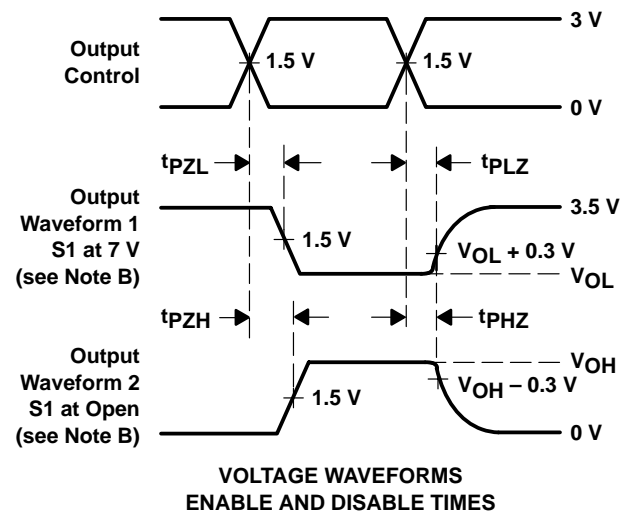 Output
Control
3 V
1.5 V
1.5 V
0 V
tPZL
tPLZ
Output
Waveform 1
S1 at 7 V
(see Note B)
3.5 V
1.5 V
VOL + 0.3 V
VOL
tPZH
tPHZ
Output
Waveform 2
S1 at Open
(see Note B)
VOH
1.5 V
VOH – 0.3 V
0 V
VOLTAGE WAVEFORMS
ENABLE AND DISABLE TIMES